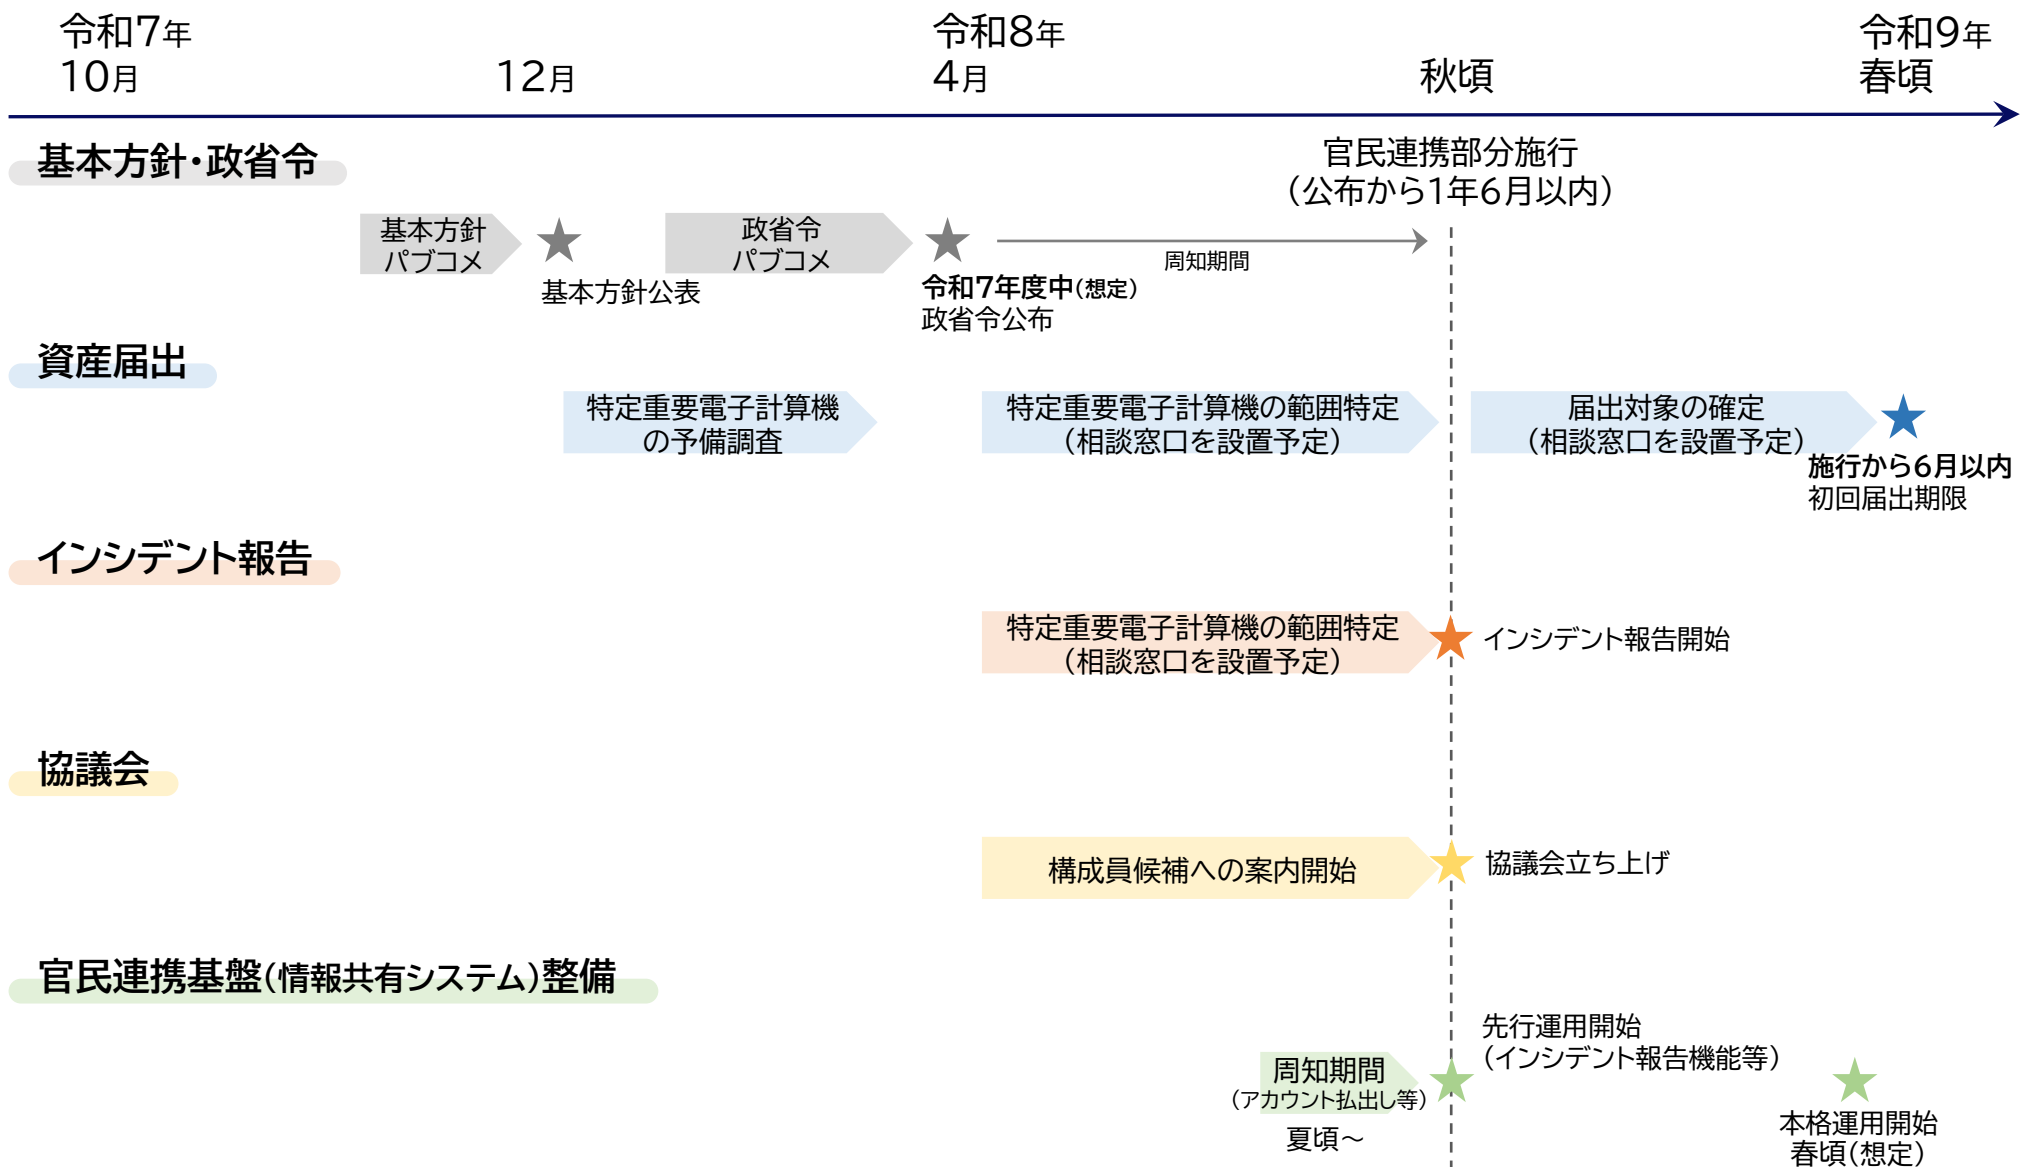 令和7年
10月
12月
令和8年
4月
秋頃
令和9年
春頃
基本方針・政省令
官民連携部分施行
（公布から1年6月以内）
基本方針
パブコメ
基本方針公表
政省令
パブコメ
令和7年度中（想定）
政省令公布
周知期間
資産届出
特定重要電子計算機
の予備調査
特定重要電子計算機の範囲特定
（相談窓口を設置予定）
届出対象の確定
（相談窓口を設置予定）
施行から6月以内
初回届出期限
インシデント報告
特定重要電子計算機の範囲特定
（相談窓口を設置予定）
インシデント報告開始
協議会
構成員候補への案内開始
協議会立ち上げ
官民連携基盤（情報共有システム）整備
周知期間
（アカウント払出し等）
夏頃～
先行運用開始
（インシデント報告機能等）
本格運用開始
春頃（想定）